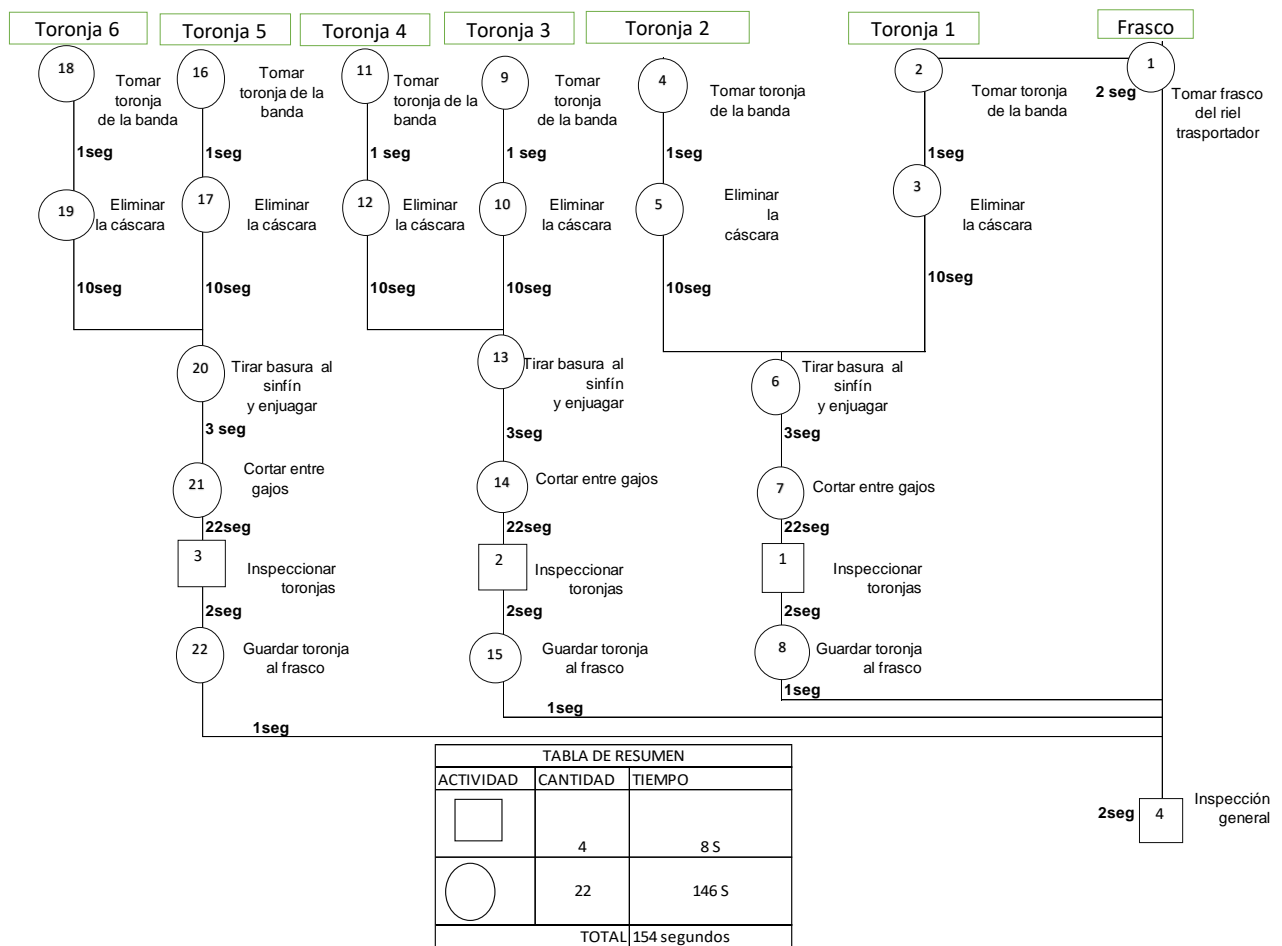 Toronja 6
Toronja 5
Toronja 4
Toronja 3
Toronja 2
Toronja 1
Frasco
18
Tomar
toronja
de la banda
1seg
19
Eliminar
la cáscara
10seg
16
Tomar
toronja de la
banda
1seg
17
Eliminar
la cáscara
10seg
20
Tirar basura al
sinfín
y enjuagar
3 seg
21
Cortar entre
gajos
22seg
3
Inspeccionar
toronjas
2seg
22
Guardar toronja
al frasco
1seg
11
Tomar
toronja de la
banda
1 seg
12
Eliminar
la cáscara
10seg
9
Tomar
toronja
de la banda
1 seg
10
Eliminar
la cáscara
10seg
13
Tirar basura al
sinfín
y enjuagar
3seg
14
Cortar entre gajos
22seg
2
Inspeccionar
toronjas
2seg
15
Guardar toronja
al frasco
1seg
4
Tomar toronja
de la banda
1seg
5
Eliminar
la
cáscara
10seg
2
Tomar toronja
de la banda
1seg
3
Eliminar
la cáscara
10seg
6
Tirar basura al
sinfín
y enjuagar
3seg
7
Cortar entre gajos
22seg
1
Inspeccionar
toronjas
2seg
8
Guardar toronja
al frasco
1seg
1
2 seg
Tomar frasco
del riel
trasportador
2seg
4
Inspección
general
TABLA DE RESUMEN
ACTIVIDAD CANTIDAD TIEMPO
4 8 S
22 146 S
TOTAL 154 segundos